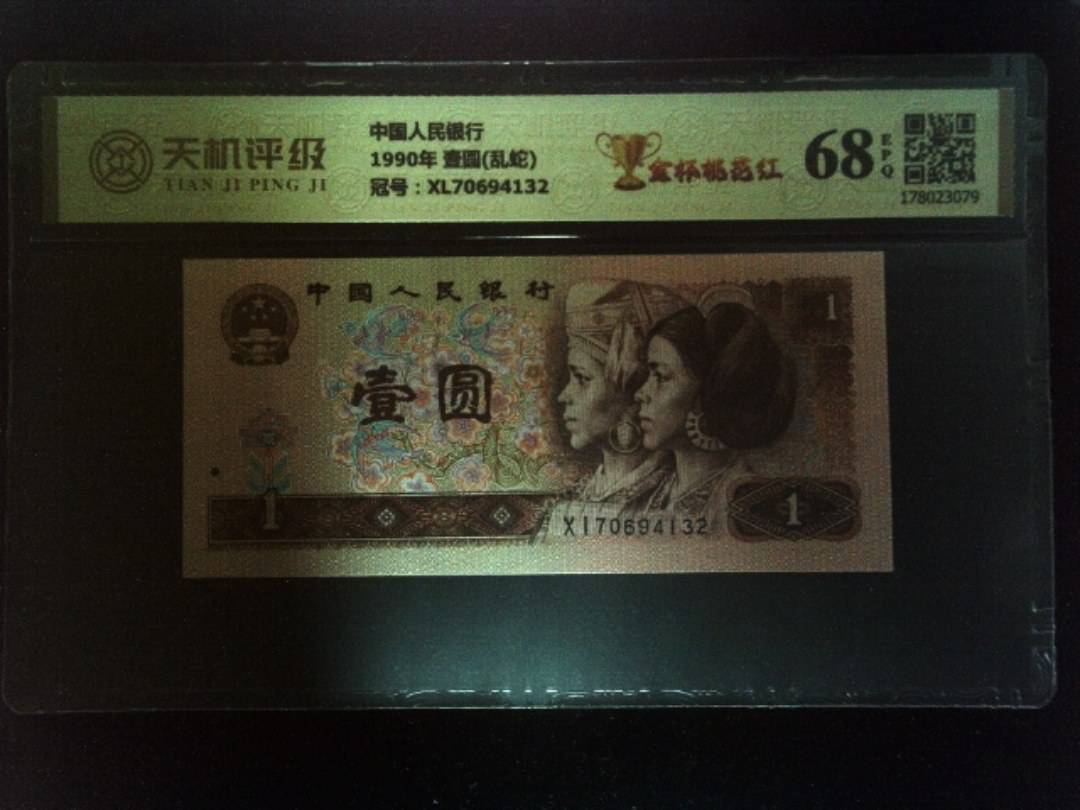 天机评级
TIAN JI PING JI
中国人民银行
1990年 壹圆(乱蛇)
冠号：XL70694132
金杯桃花红
68
EPQ
178023079
中国人民银行
1
壹圆
1
XI70694132
1